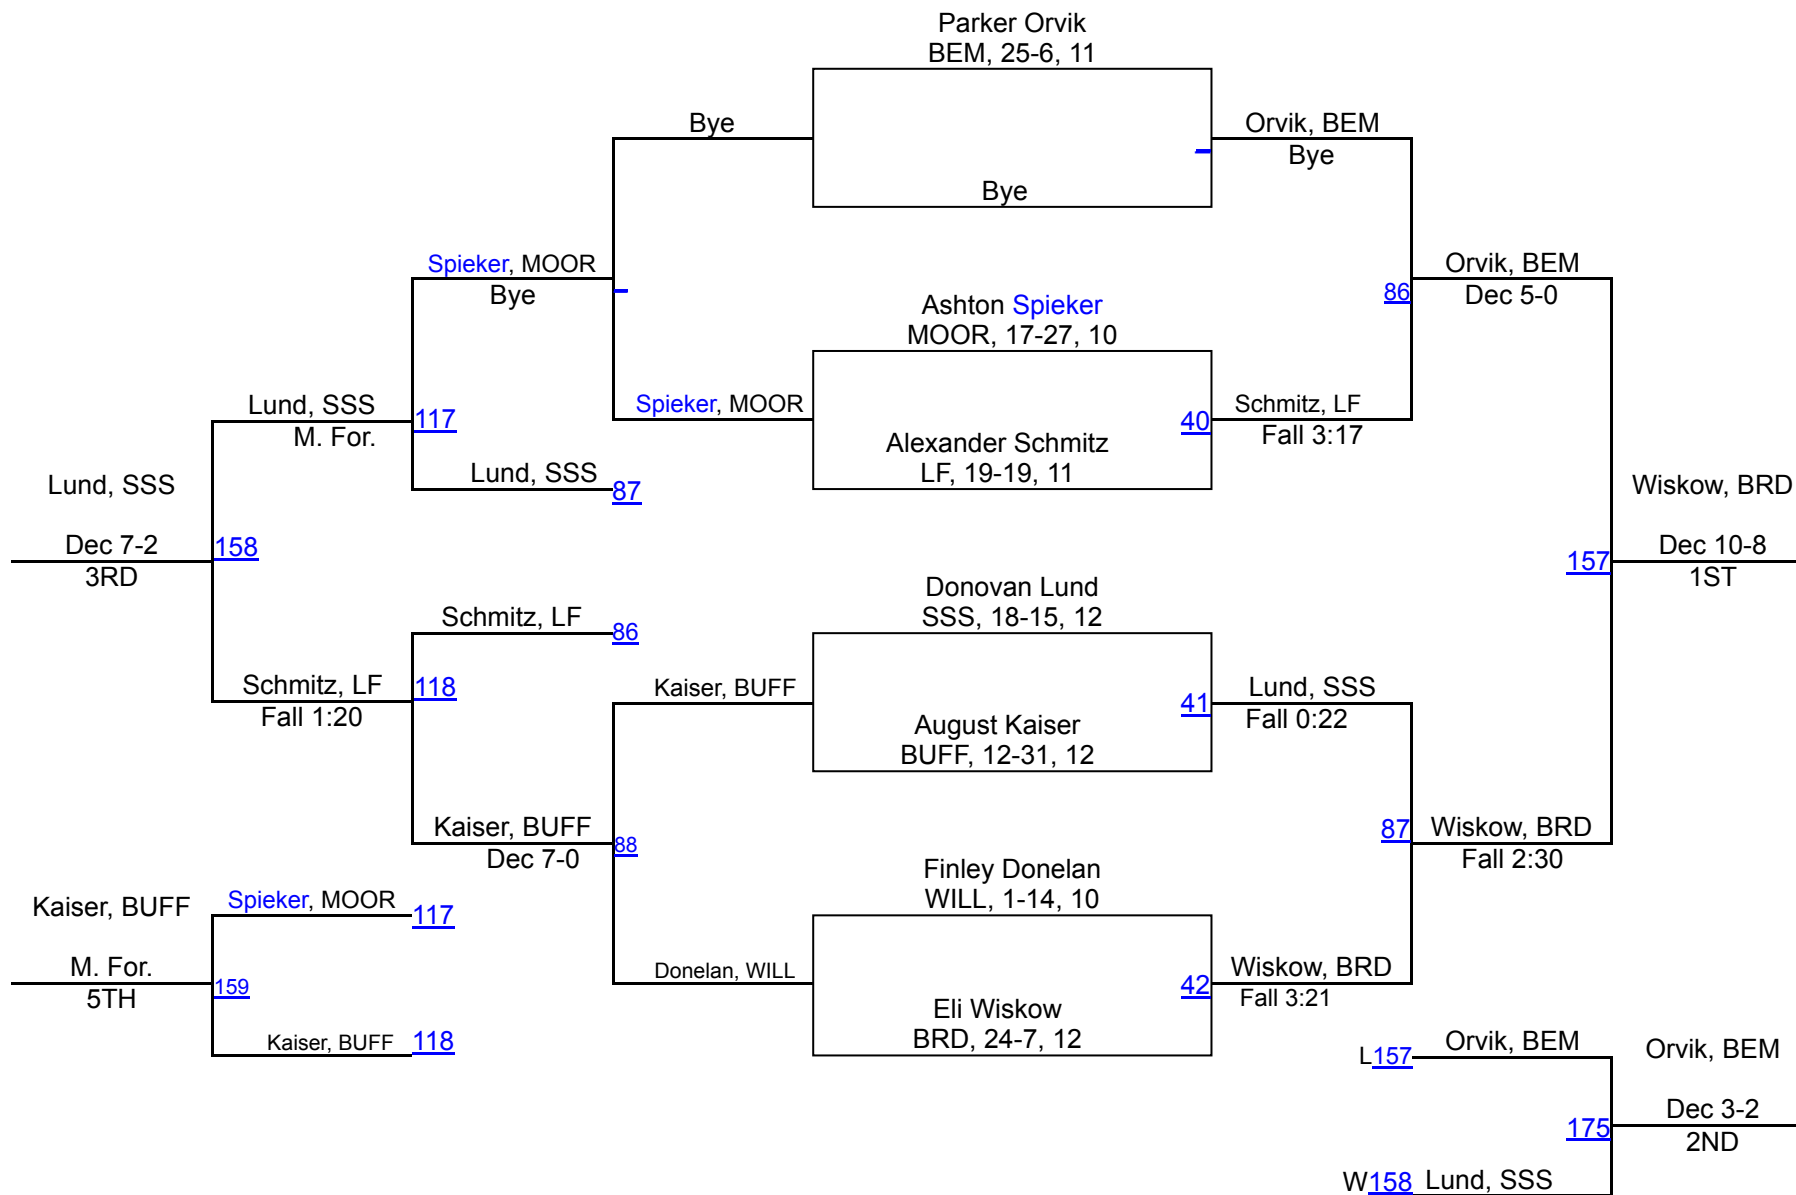 Parker Orvik
BEM, 25-6, 11
Bye
Orvik, BEM
Bye
Bye
Spieker, MOOR
Bye
Orvik, BEM
86
Dec 5-0
Ashton Spieker
MOOR, 17-27, 10
Lund, SSS
117
M. For.
Spieker, MOOR
40
Schmitz, LF
Fall 3:17
Alexander Schmitz
LF, 19-19, 11
Lund, SSS
87
Lund, SSS
Wiskow, BRD
Dec 7-2
158
3RD
157
Dec 10-8
1ST
Donovan Lund
SSS, 18-15, 12
Schmitz, LF
86
Schmitz, LF
118
Fall 1:20
Kaiser, BUFF
41
Lund, SSS
Fall 0:22
August Kaiser
BUFF, 12-31, 12
Kaiser, BUFF
88
Dec 7-0
87
Wiskow, BRD
Fall 2:30
Finley Donelan
WILL, 1-14, 10
Kaiser, BUFF
Spieker, MOOR
117
M. For.
159
5TH
Donelan, WILL
42
Wiskow, BRD
Fall 3:21
Eli Wiskow
BRD, 24-7, 12
Kaiser, BUFF
118
L157
Orvik, BEM
Orvik, BEM
175
Dec 3-2
2ND
W158
Lund, SSS